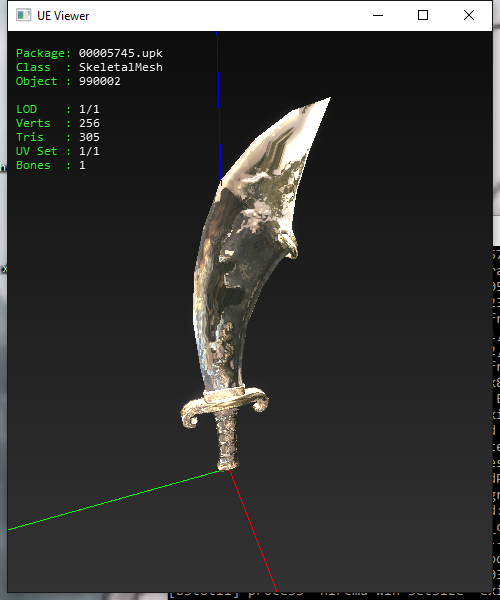 UE Viewer
Package: 00005745.upk
Class  : SkeletalMesh
Object : 990002
LOD    : 1/1
Verts  : 256
Tris   : 305
UV Set : 1/1
Bones  : 1